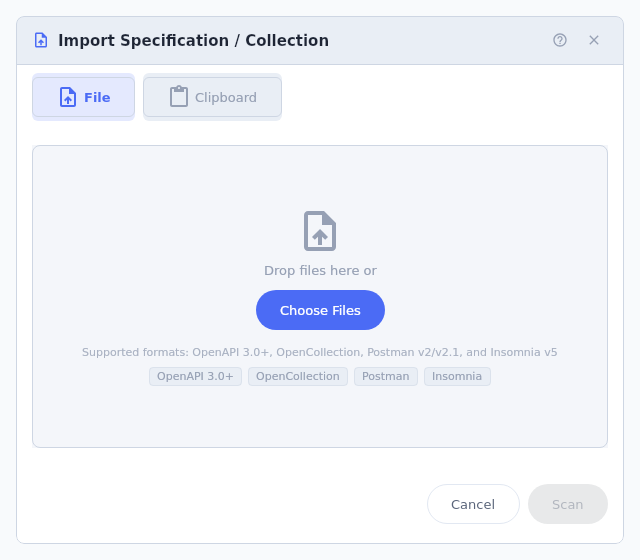 Import Specification / Collection
File
Clipboard
Drop files here or
Choose Files
Supported formats: OpenAPI 3.0+, OpenCollection, Postman v2/v2.1, and Insomnia v5
OpenAPI 3.0+ OpenCollection Postman Insomnia
Cancel
Scan